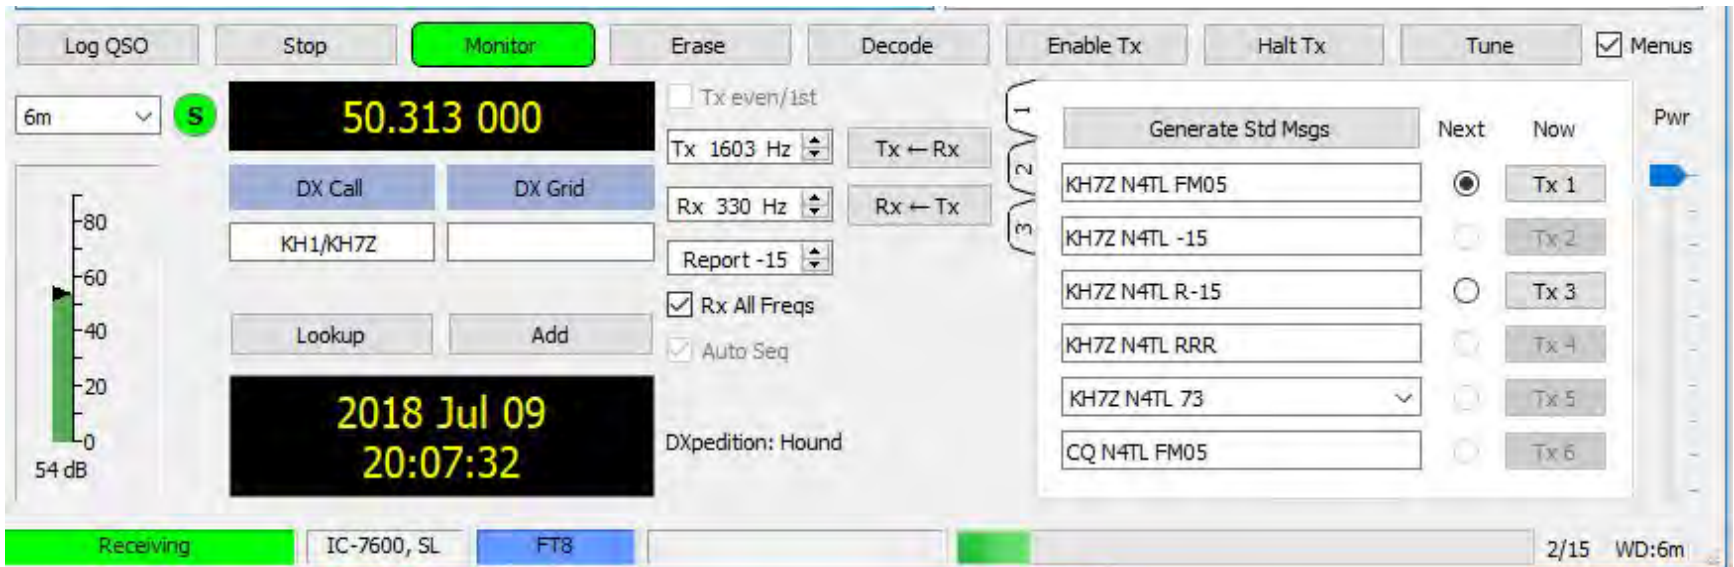 Log QSO Stop Monitor Erase Decode Enable Tx Halt Tx Tune Menus
6m S 50.313 000
DX Call DX Grid
KH1/KH7Z
Lookup Add
2018 Jul 09
20:07:32
-80
-60
-40
-20
-0
54 dB
Tx even/1st
Tx 1603 Hz Tx ← Rx
Rx 330 Hz Rx ← Tx
Report -15
Rx All Freqs
Auto Seq
DXpedition: Hound
1
2
3
Generate Std Msgs Next Now
KH7Z N4TL FM05 Tx 1
KH7Z N4TL -15 Tx 2
KH7Z N4TL R-15 Tx 3
KH7Z N4TL RRR Tx 4
KH7Z N4TL 73 Tx 5
CQ N4TL FM05 Tx 6
Pwr
Receiving IC-7600, SL FT8 2/15 WD:6m